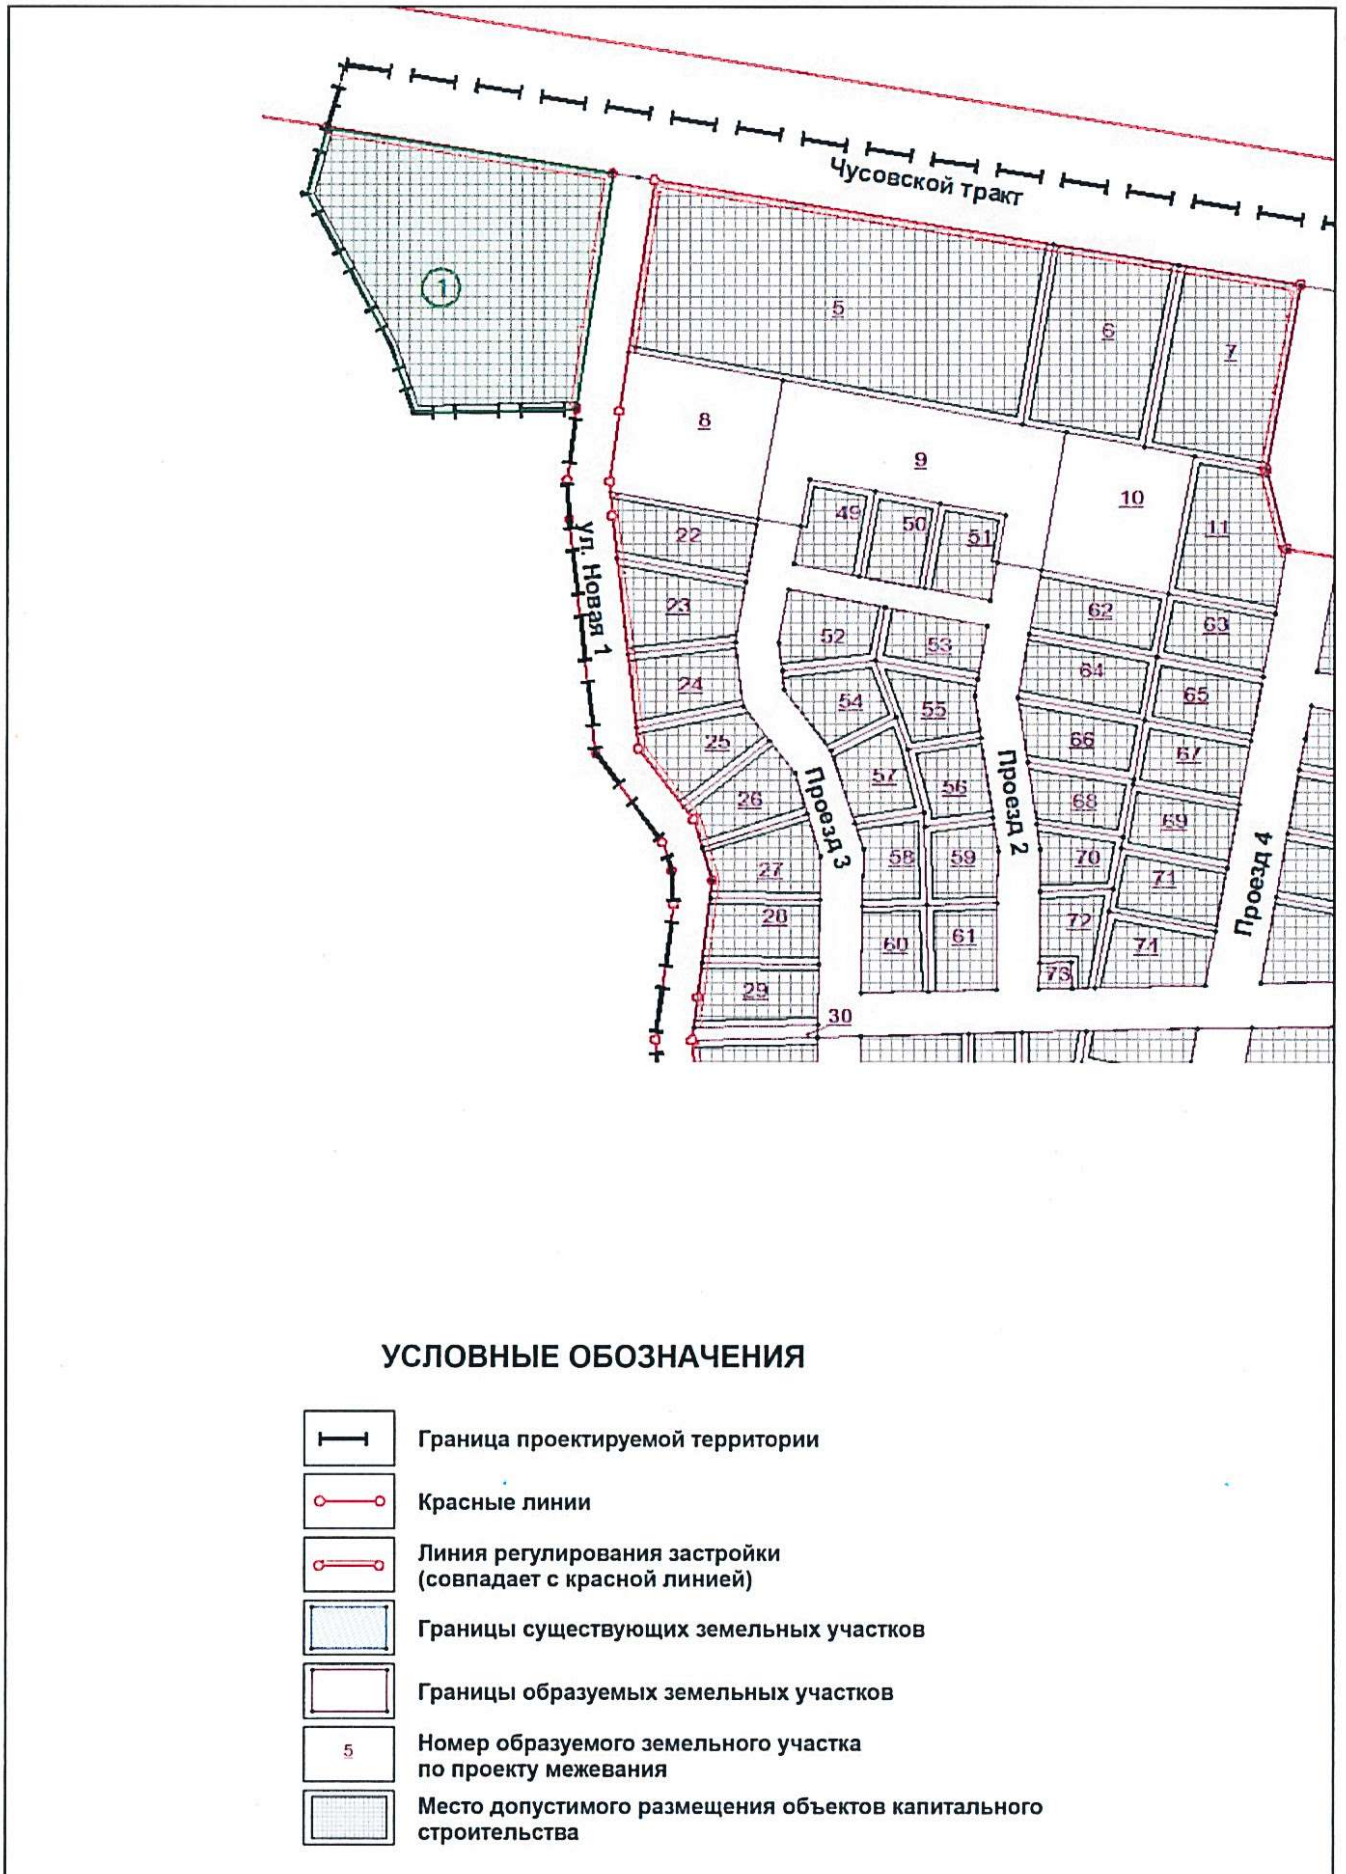 Чусовской тракт
1
5
6
7
8
9
10
11
49
50
51
22
ул. Новая 1
23
24
25
26
27
28
29
30
52
53
54
55
57
56
58
59
60
61
Проезд 3
Проезд 2
62
63
64
65
66
67
68
69
70
71
72
73
71
Проезд 4
УСЛОВНЫЕ ОБОЗНАЧЕНИЯ
Граница проектируемой территории
Красные линии
Линия регулирования застройки
(совпадает с красной линией)
Границы существующих земельных участков
Границы образуемых земельных участков
5
Номер образуемого земельного участка
по проекту межевания
Место допустимого размещения объектов капитального
строительства